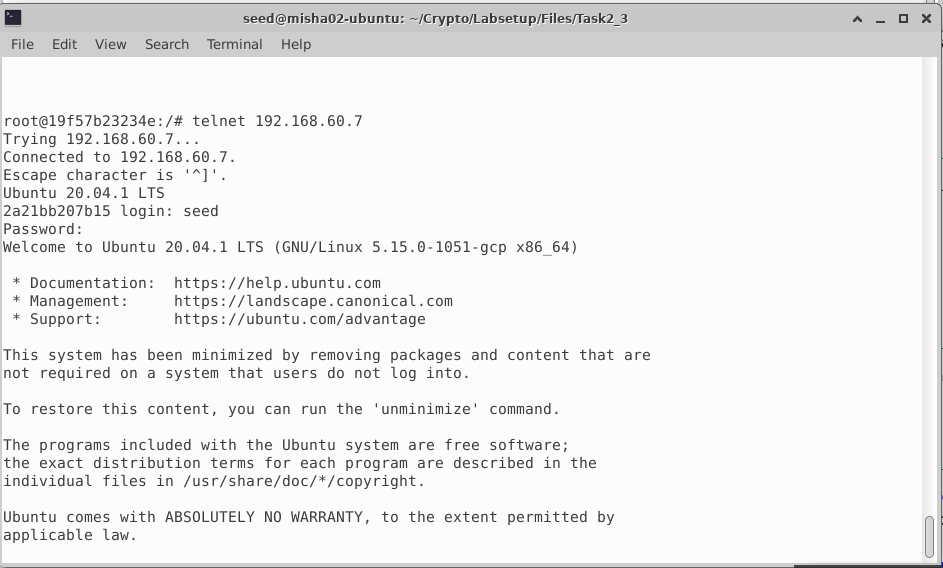 seed@misha02-ubuntu: ~/Crypto/Labsetup/Files/Task2_3
File Edit View Search Terminal Help
root@19f57b23234e:/# telnet 192.168.60.7
Trying 192.168.60.7...
Connected to 192.168.60.7.
Escape character is '^]'.
Ubuntu 20.04.1 LTS
2a21bb207b15 login: seed
Password:
Welcome to Ubuntu 20.04.1 LTS (GNU/Linux 5.15.0-1051-gcp x86_64)
* Documentation:  https://help.ubuntu.com
* Management:     https://landscape.canonical.com
* Support:        https://ubuntu.com/advantage
This system has been minimized by removing packages and content that are
not required on a system that users do not log into.
To restore this content, you can run the 'unminimize' command.
The programs included with the Ubuntu system are free software;
the exact distribution terms for each program are described in the
individual files in /usr/share/doc/*/copyright.
Ubuntu comes with ABSOLUTELY NO WARRANTY, to the extent permitted by
applicable law.